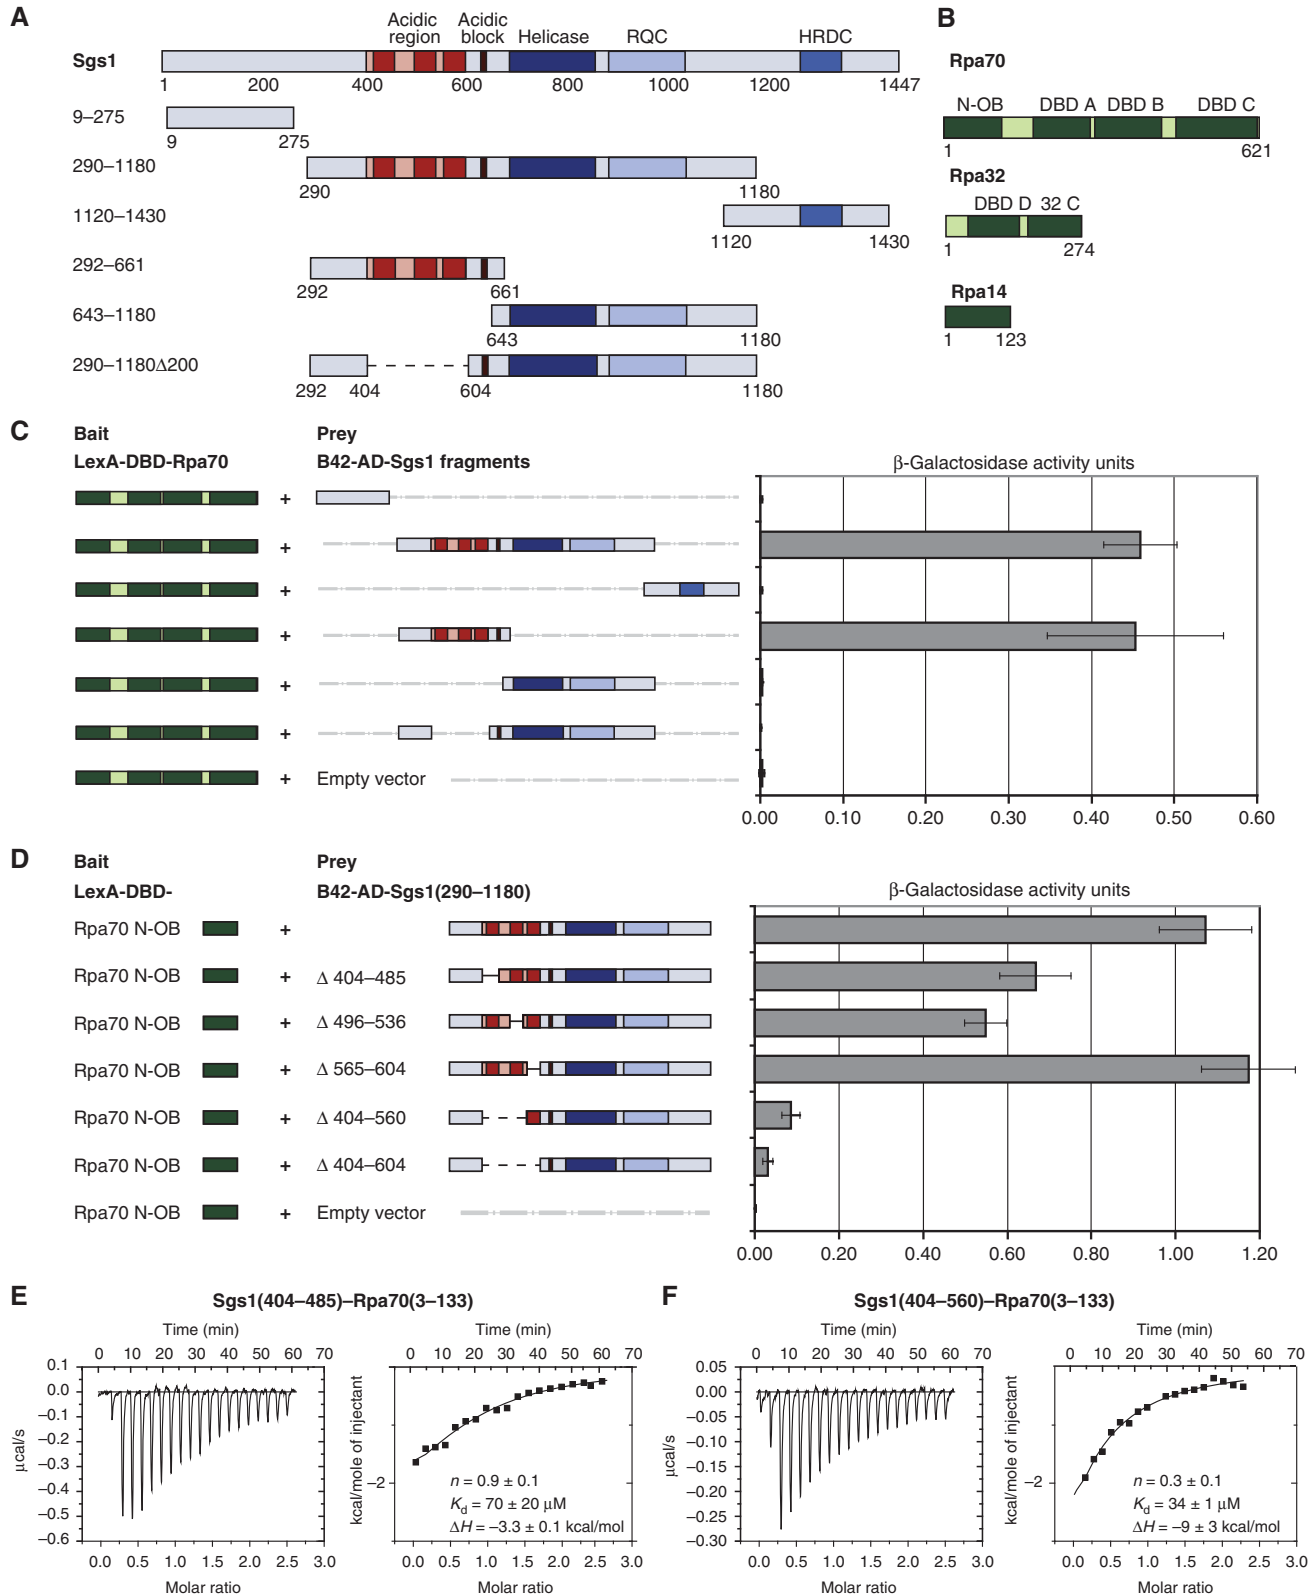 A
Acidic region
Acidic block
Helicase
RQC
HRDC
Sgs1
1 200 400 600 800 1000 1200 1447
9–275
9 275
290–1180
290 1180
1120–1430
1120 1430
292–661
292 661
643–1180
643 1180
290–1180Δ200
292 404 604 1180
B
Rpa70
N-OB DBD A DBD B DBD C
1 621
Rpa32
DBD D 32 C
1 274
Rpa14
1 123
C
Bait Prey
LexA-DBD-Rpa70 B42-AD-Sgs1 fragments
β-Galactosidase activity units
+
+
+
+
+
+
+ Empty vector
0.00 0.10 0.20 0.30 0.40 0.50 0.60
D
Bait Prey
LexA-DBD- B42-AD-Sgs1(290–1180)
β-Galactosidase activity units
Rpa70 N-OB +
Rpa70 N-OB + Δ 404–485
Rpa70 N-OB + Δ 496–536
Rpa70 N-OB + Δ 565–604
Rpa70 N-OB + Δ 404–560
Rpa70 N-OB + Δ 404–604
Rpa70 N-OB + Empty vector
0.00 0.20 0.40 0.60 0.80 1.00 1.20
E
Sgs1(404–485)–Rpa70(3–133)
Time (min)
0 10 20 30 40 50 60 70
0.1
0.0
–0.1
–0.2
–0.3
–0.4
–0.5
–0.6
μcal/s
0.0 0.5 1.0 1.5 2.0 2.5 3.0
Molar ratio
Time (min)
0 10 20 30 40 50 60 70
kcal/mole of injectant
–2
n = 0.9 ± 0.1
Kd = 70 ± 20 μM
ΔH = –3.3 ± 0.1 kcal/mol
0.0 0.5 1.0 1.5 2.0 2.5 3.0
Molar ratio
F
Sgs1(404–560)–Rpa70(3–133)
Time (min)
0 10 20 30 40 50 60 70
0.05
0.00
–0.05
–0.10
–0.15
–0.20
–0.25
–0.30
μcal/s
0.0 0.5 1.0 1.5 2.0 2.5 3.0
Molar ratio
Time (min)
0 10 20 30 40 50 60 70
kcal/mole of injectant
–2
n = 0.3 ± 0.1
Kd = 34 ± 1 μM
ΔH = –9 ± 3 kcal/mol
0.0 0.5 1.0 1.5 2.0 2.5 3.0
Molar ratio